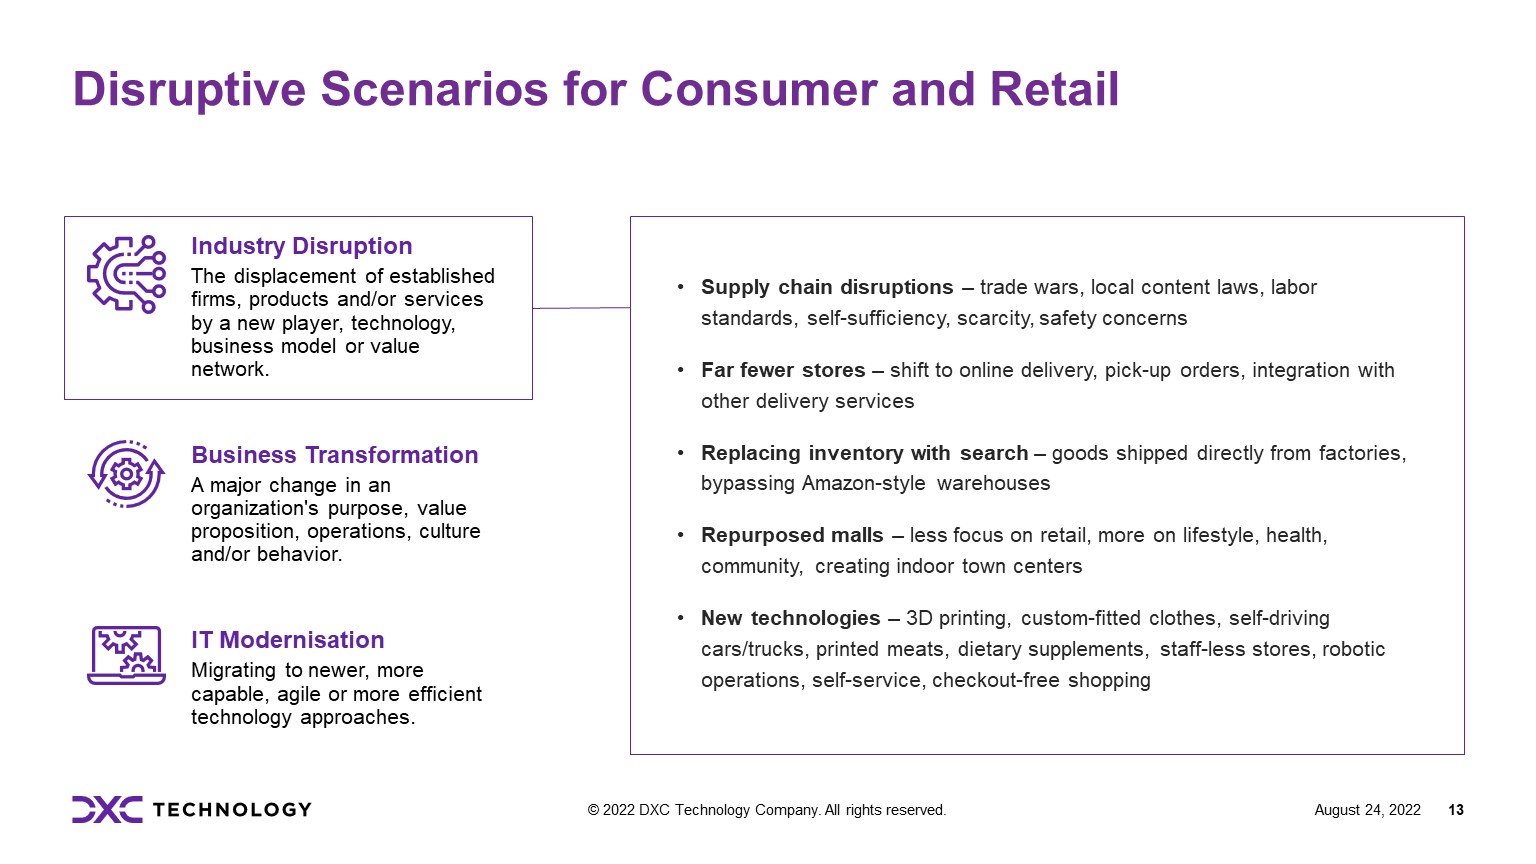 Disruptive Scenarios for Consumer and Retail
Industry Disruption
The displacement of established
firms, products and/or services
by a new player, technology,
business model or value
network.
Business Transformation
A major change in an
organization's purpose, value
proposition, operations, culture
and/or behavior.
IT Modernisation
Migrating to newer, more
capable, agile or more efficient
technology approaches.
• Supply chain disruptions – trade wars, local content laws, labor
standards, self-sufficiency, scarcity, safety concerns
• Far fewer stores – shift to online delivery, pick-up orders, integration with
other delivery services
• Replacing inventory with search – goods shipped directly from factories,
bypassing Amazon-style warehouses
• Repurposed malls – less focus on retail, more on lifestyle, health,
community, creating indoor town centers
• New technologies – 3D printing, custom-fitted clothes, self-driving
cars/trucks, printed meats, dietary supplements, staff-less stores, robotic
operations, self-service, checkout-free shopping
DXC TECHNOLOGY
© 2022 DXC Technology Company. All rights reserved.
August 24, 2022 13